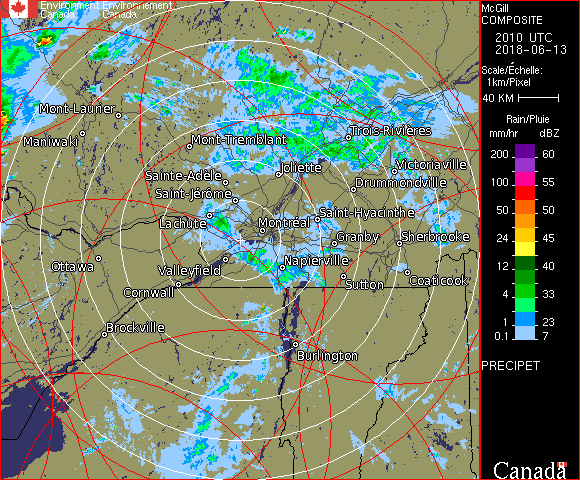 Environment Environnement
Canada Canada
Mont-Laurier
Maniwaki
Mont-Tremblant
Trois-Rivières
Joliette
Victoriaville
Sainte-Adèle
Drummondville
Saint-Jérôme
Lachute
Montréal
Saint-Hyacinthe
Granby
Sherbrooke
Ottawa
Valleyfield
Napierville
Cornwall
Sutton
Coaticook
Brockville
Burlington
McGill
COMPOSITE
2010 UTC
2018-06-13
Scale/Échelle:
1km/Pixel
40 KM
Rain/Pluie
mm/hr dBZ
200 60
100 55
50 50
24 45
12 40
4 33
1 23
0.1 7
PRECIPET
Canada